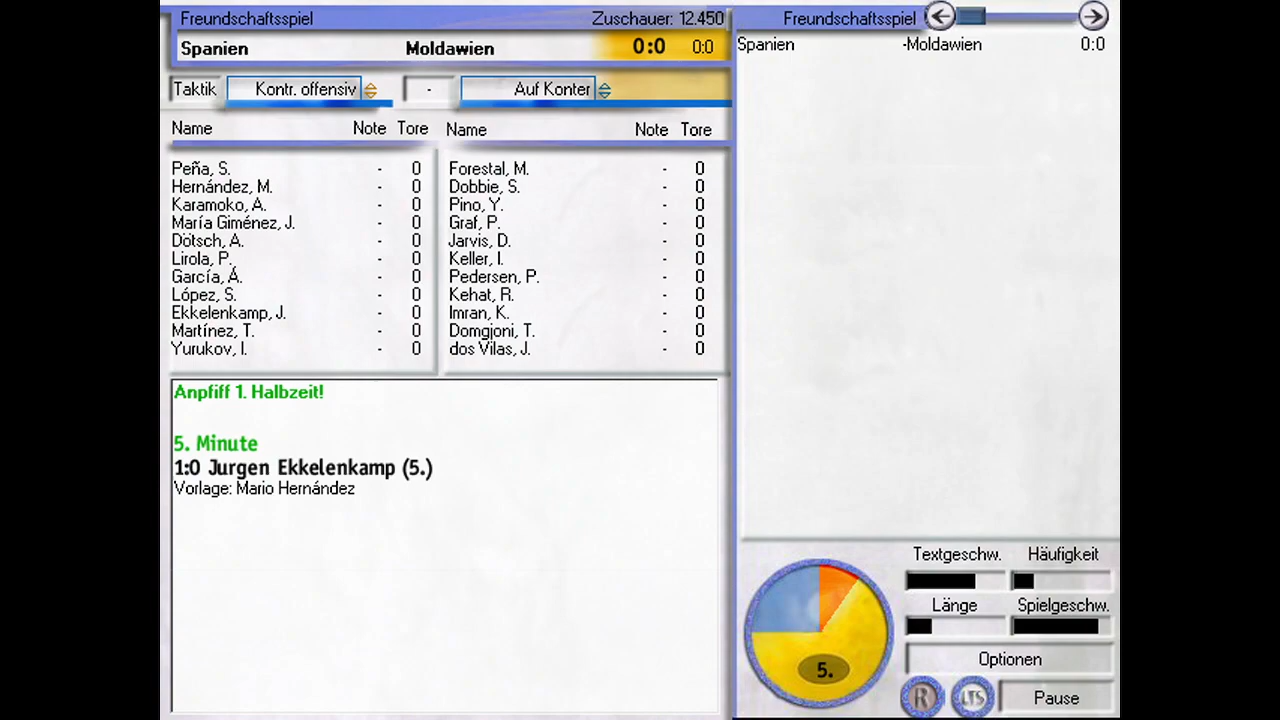 Freundschaftsspiel Zuschauer: 12.450
Spanien Moldawien 0:0 0:0
Taktik Kontr. offensiv - Auf Konter
Name Note Tore Name Note Tore
Peña, S. - 0 Forestal, M. - 0
Hernández, M. - 0 Dobbie, S. - 0
Karamoko, A. - 0 Pino, Y. - 0
María Giménez, J. - 0 Graf, P. - 0
Dötsch, A. - 0 Jarvis, D. - 0
Lirola, P. - 0 Keller, I. - 0
García, Á. - 0 Pedersen, P. - 0
López, S. - 0 Kehat, R. - 0
Ekkelenkamp, J. - 0 Imran, K. - 0
Martínez, T. - 0 Domgjoni, T. - 0
Yurukov, I. - 0 dos Vilas, J. - 0
Anpfiff 1. Halbzeit!
5. Minute
1:0 Jurgen Ekkelenkamp (5.)
Vorlage: Mario Hernández
Freundschaftsspiel
Spanien -Moldawien 0:0
Textgeschw. Häufigkeit
Länge Spielgeschw.
Optionen
5.
R LTS Pause